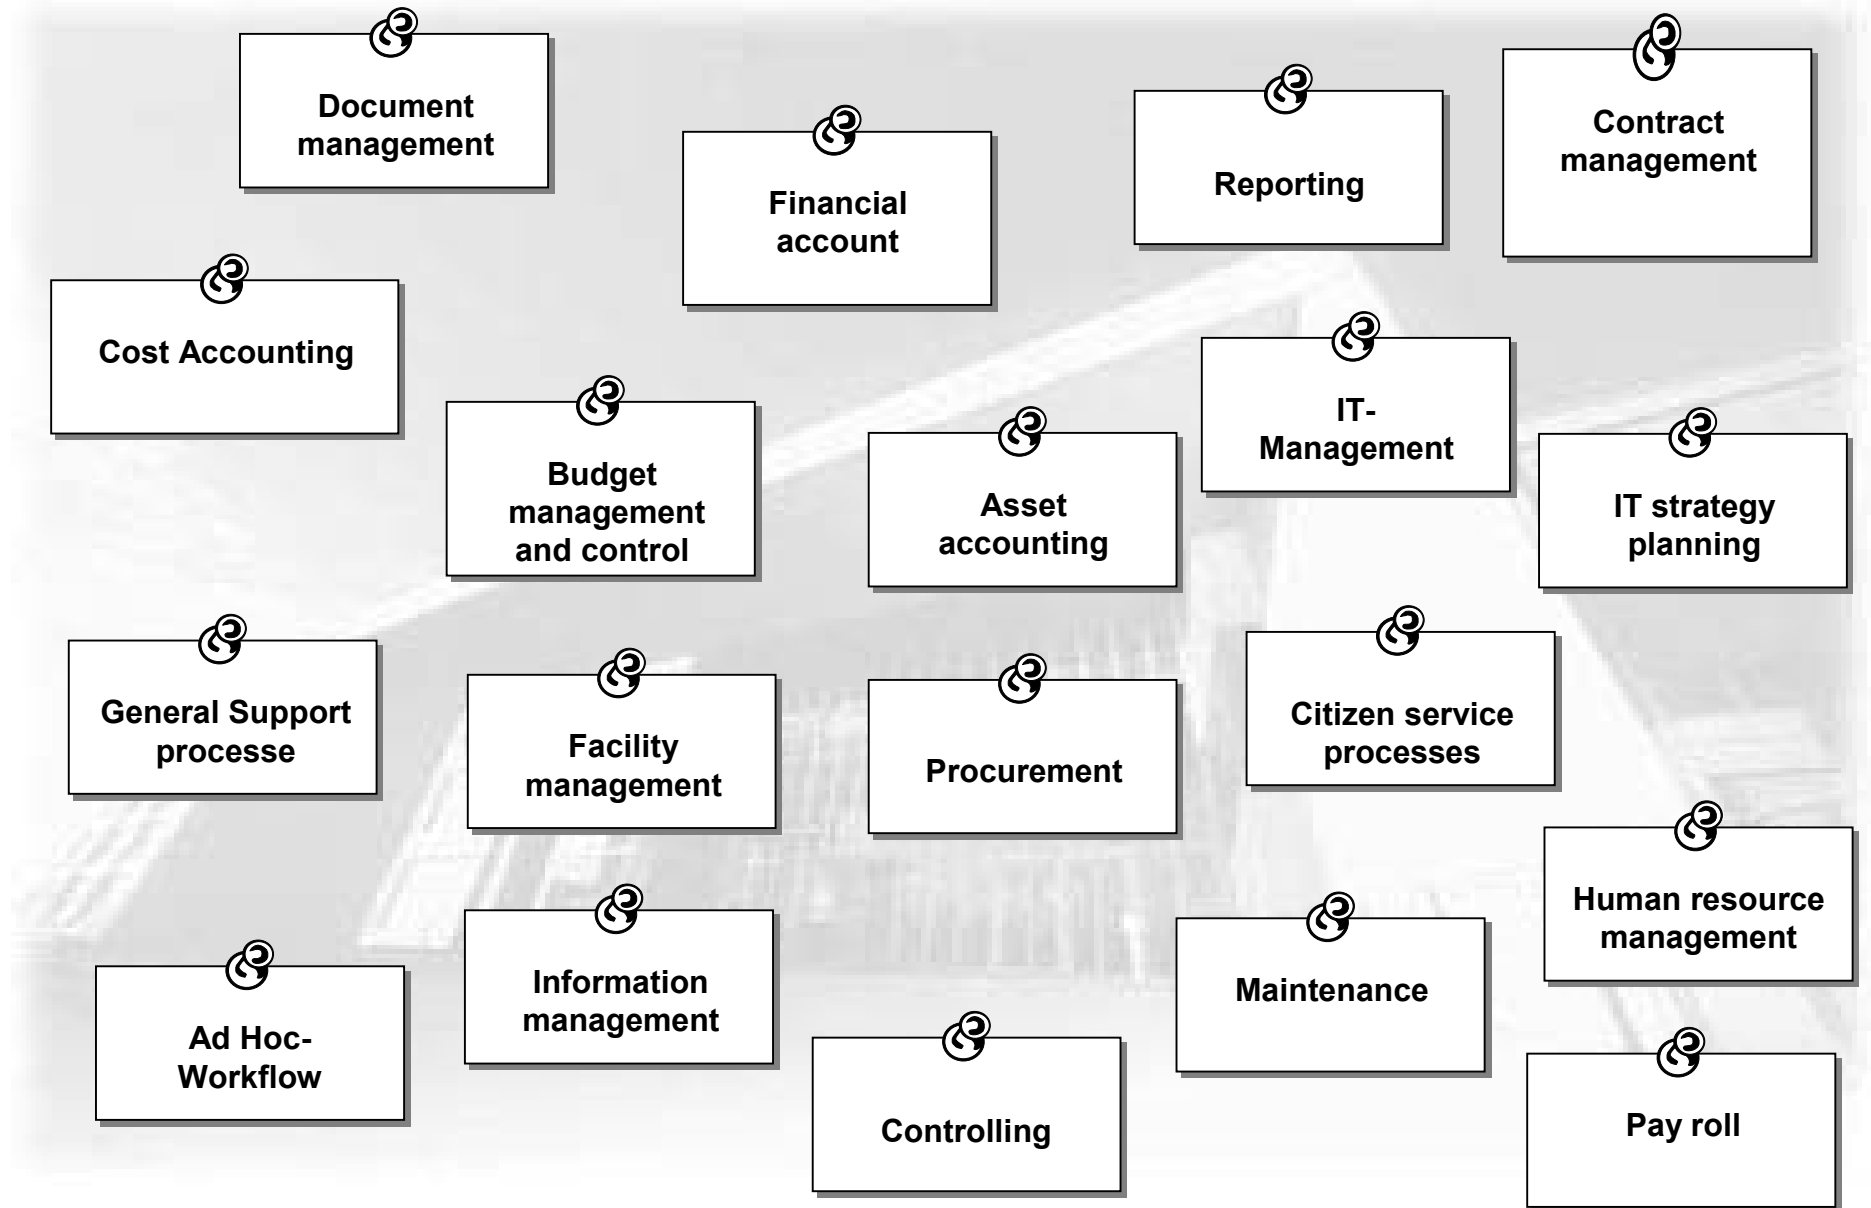 Document
management
Financial
account
Reporting
Contract
management
Cost Accounting
Budget
management
and control
Asset
accounting
IT-
Management
IT strategy
planning
General Support
processe
Facility
management
Procurement
Citizen service
processes
Human resource
management
Ad Hoc-
Workflow
Information
management
Controlling
Maintenance
Pay roll